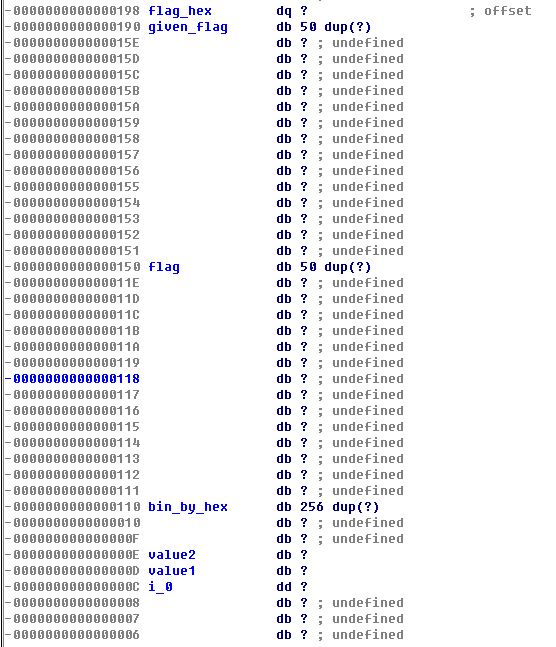 -0000000000000198 flag_hex dq ? ; offset
-0000000000000190 given_flag db 50 dup(?)
-000000000000015E db ? ; undefined
-000000000000015D db ? ; undefined
-000000000000015C db ? ; undefined
-000000000000015B db ? ; undefined
-000000000000015A db ? ; undefined
-0000000000000159 db ? ; undefined
-0000000000000158 db ? ; undefined
-0000000000000157 db ? ; undefined
-0000000000000156 db ? ; undefined
-0000000000000155 db ? ; undefined
-0000000000000154 db ? ; undefined
-0000000000000153 db ? ; undefined
-0000000000000152 db ? ; undefined
-0000000000000151 db ? ; undefined
-0000000000000150 flag db 50 dup(?)
-000000000000011E db ? ; undefined
-000000000000011D db ? ; undefined
-000000000000011C db ? ; undefined
-000000000000011B db ? ; undefined
-000000000000011A db ? ; undefined
-0000000000000119 db ? ; undefined
-0000000000000118 db ? ; undefined
-0000000000000117 db ? ; undefined
-0000000000000116 db ? ; undefined
-0000000000000115 db ? ; undefined
-0000000000000114 db ? ; undefined
-0000000000000113 db ? ; undefined
-0000000000000112 db ? ; undefined
-0000000000000111 db ? ; undefined
-0000000000000110 bin_by_hex db 256 dup(?)
-0000000000000010 db ? ; undefined
-000000000000000F db ? ; undefined
-000000000000000E value2 db ?
-000000000000000D value1 db ?
-000000000000000C i_0 dd ?
-0000000000000008 db ? ; undefined
-0000000000000007 db ? ; undefined
-0000000000000006 db ? ; undefined